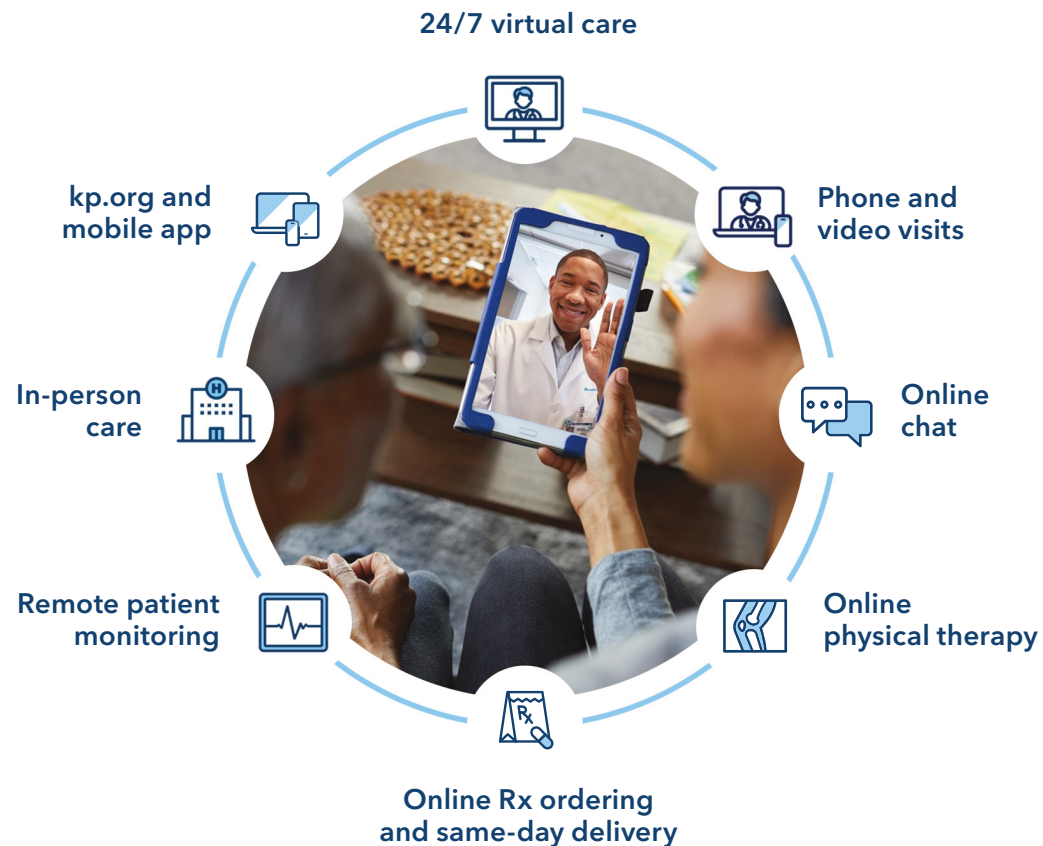 24/7 virtual care
Phone and
video visits
Online
chat
Online
physical therapy
Online Rx ordering
and same-day delivery
Remote patient
monitoring
In-person
care
kp.org and
mobile app
H
Rx